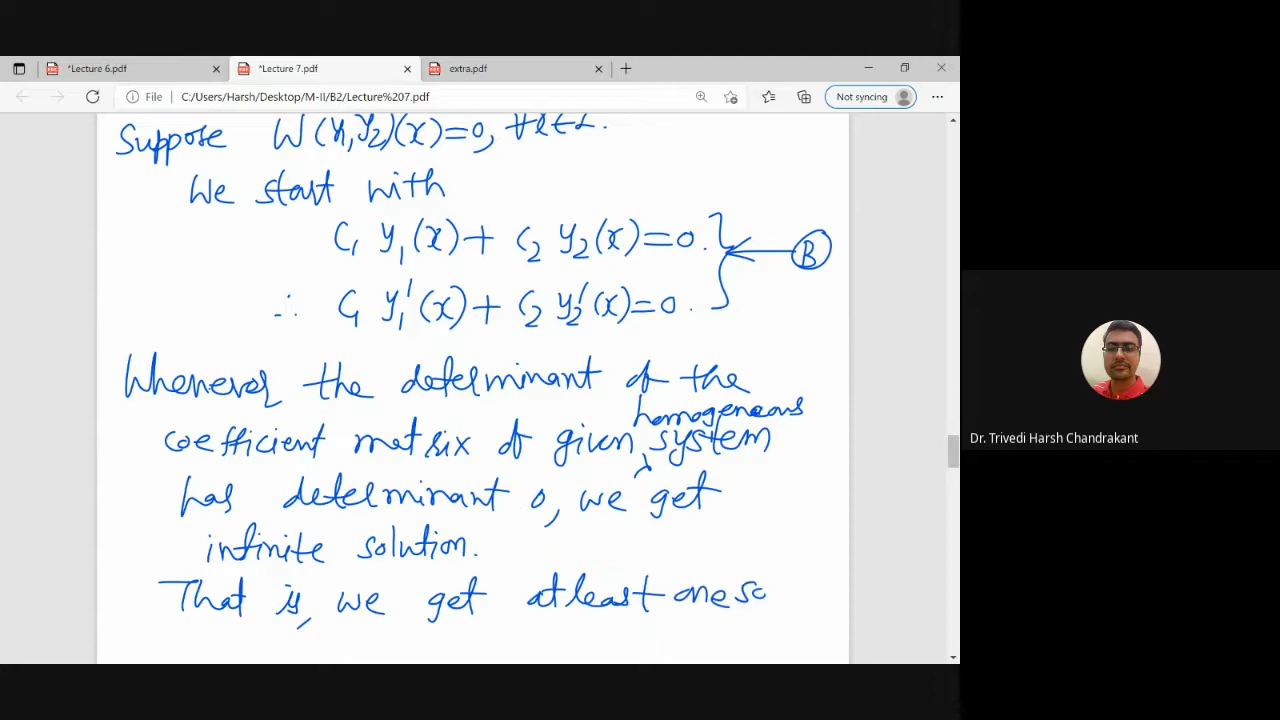 *Lecture 6.pdf
*Lecture 7.pdf
extra.pdf
File
C:/Users/Harsh/Desktop/M-II/B2/Lecture%207.pdf
Not syncing
Suppose W(y₁,y₂)(x)=0,
We start with
C₁ y₁(x)+ C₂ y₂(x)=0.
B
∴ C₁ y₁'(x)+ C₂ y₂'(x)=0.
Whenever the determinant of the
homogeneous
coefficient matrix of given system
has determinant 0, we get
infinite solution.
That is, we get atleast one so
Dr. Trivedi Harsh Chandrakant